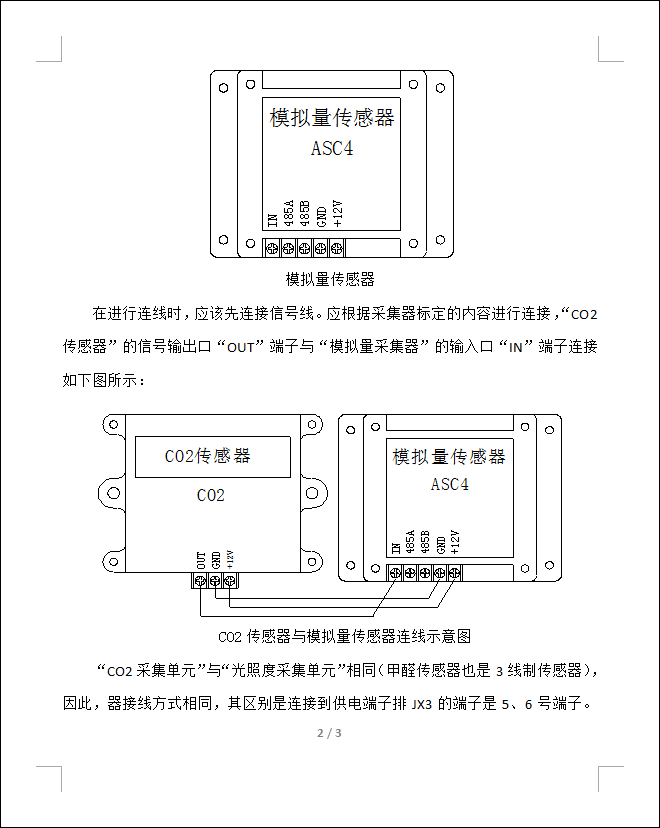 模拟量传感器
ASC4
IN
485A
485B
GND
+12V
模拟量传感器
在进行连线时，应该先连接信号线。应根据采集器标定的内容进行连接，“CO2
传感器”的信号输出口“OUT”端子与“模拟量采集器”的输入口“IN”端子连接
如下图所示：
CO2传感器
CO2
OUT
GND
+12V
模拟量传感器
ASC4
IN
485A
485B
GND
+12V
CO2 传感器与模拟量传感器连线示意图
“CO2 采集单元”与“光照度采集单元”相同（甲醛传感器也是 3 线制传感器），
因此，器接线方式相同，其区别是连接到供电端子排 JX3 的端子是 5、6 号端子。
2 / 3